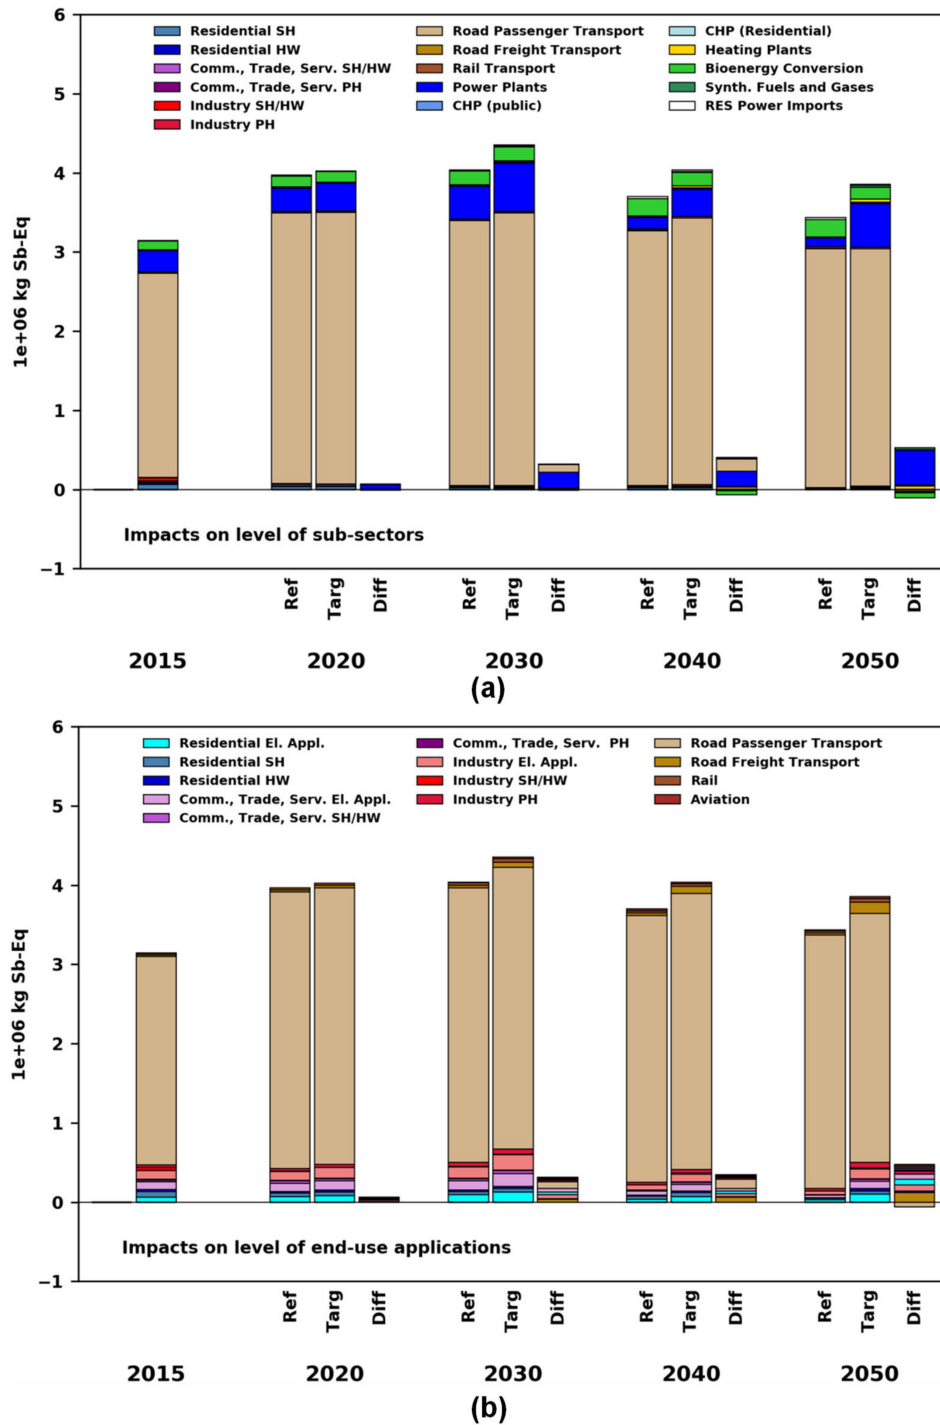 6
5
4
3
2
1
0
−1
1e+06 kg Sb-Eq
Residential SH
Residential HW
Comm., Trade, Serv. SH/HW
Comm., Trade, Serv. PH
Industry SH/HW
Industry PH
Road Passenger Transport
Road Freight Transport
Rail Transport
Power Plants
CHP (public)
CHP (Residential)
Heating Plants
Bioenergy Conversion
Synth. Fuels and Gases
RES Power Imports
Impacts on level of sub-sectors
Ref Targ Diff Ref Targ Diff Ref Targ Diff Ref Targ Diff
2015 2020 2030 2040 2050
(a)
6
5
4
3
2
1
0
−1
1e+06 kg Sb-Eq
Residential El. Appl.
Residential SH
Residential HW
Comm., Trade, Serv. El. Appl.
Comm., Trade, Serv. SH/HW
Comm., Trade, Serv.  PH
Industry El. Appl.
Industry SH/HW
Industry PH
Road Passenger Transport
Road Freight Transport
Rail
Aviation
Impacts on level of end-use applications
Ref Targ Diff Ref Targ Diff Ref Targ Diff Ref Targ Diff
2015 2020 2030 2040 2050
(b)